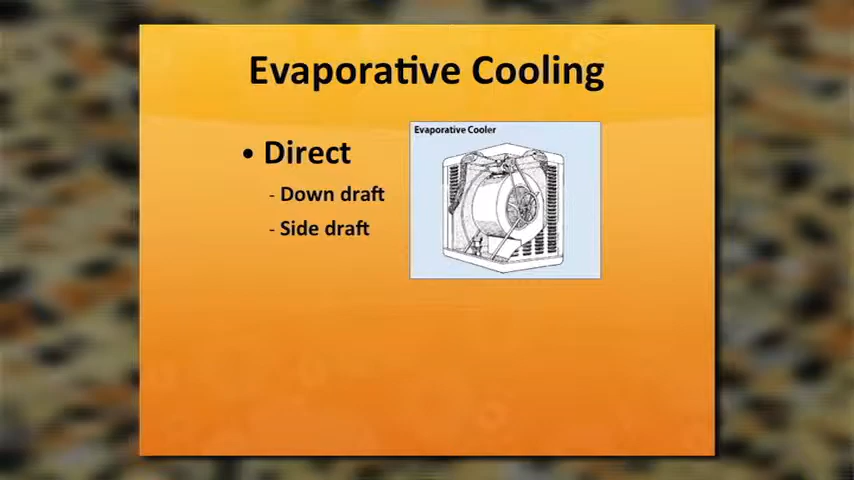 Evaporative Cooling
• Direct
- Down draft
- Side draft
Evaporative Cooler